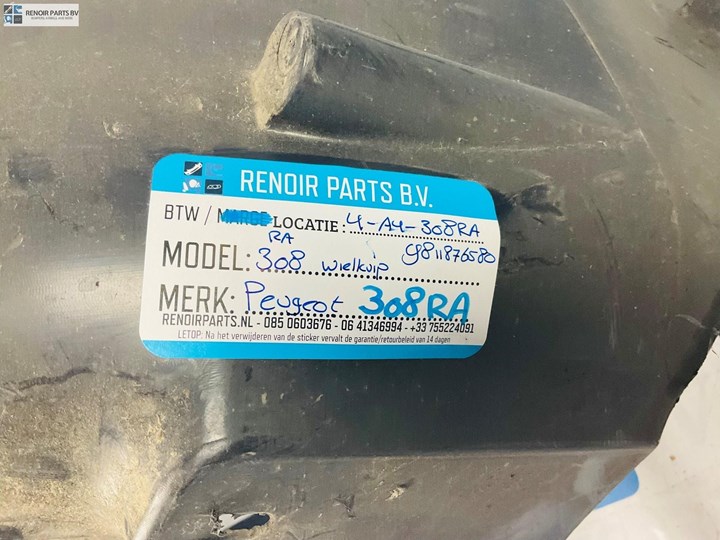 RENOIR PARTS BV
RENOIR PARTS B.V.
BTW / MARGE LOCATIE: 4-A4-308RA
RA
MODEL: 308 wielkuip 9811876580
MERK: Peugeot 308RA
RENOIRPARTS.NL - 085 0603676 - 06 41346994 - +33 755224091
LETOP: Na het verwijderen van de sticker vervalt de garantie/retourbeleid van 14 dagen